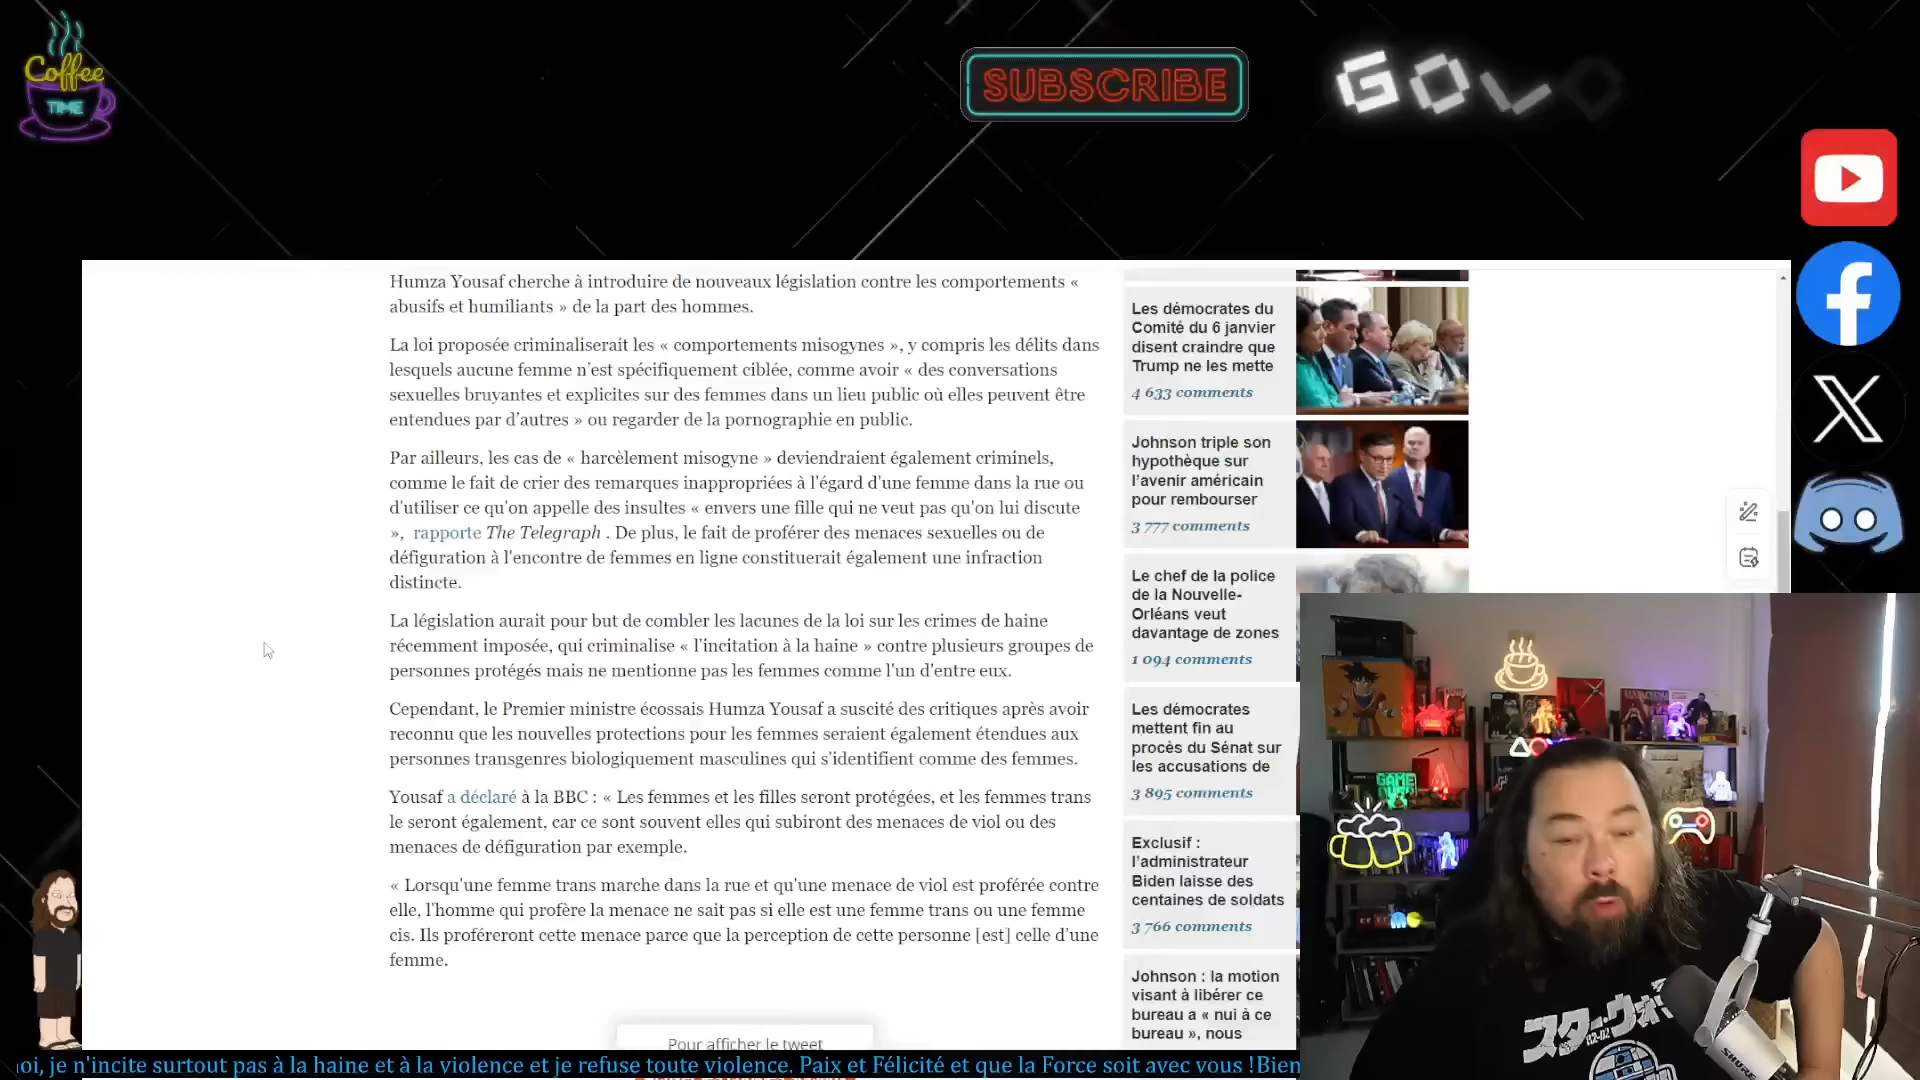 Coffee
TIME
SUBSCRIBE
GOLD
Humza Yousaf cherche à introduire de nouveaux législation contre les comportements «
abusifs et humiliants » de la part des hommes.
La loi proposée criminaliserait les « comportements misogynes », y compris les délits dans
lesquels aucune femme n'est spécifiquement ciblée, comme avoir « des conversations
sexuelles bruyantes et explicites sur des femmes dans un lieu public où elles peuvent être
entendues par d'autres » ou regarder de la pornographie en public.
Par ailleurs, les cas de « harcèlement misogyne » deviendraient également criminels,
comme le fait de crier des remarques inappropriées à l'égard d'une femme dans la rue ou
d'utiliser ce qu'on appelle des insultes « envers une fille qui ne veut pas qu'on lui discute
», rapporte The Telegraph . De plus, le fait de proférer des menaces sexuelles ou de
défiguration à l'encontre de femmes en ligne constituerait également une infraction
distincte.
La législation aurait pour but de combler les lacunes de la loi sur les crimes de haine
récemment imposée, qui criminalise « l'incitation à la haine » contre plusieurs groupes de
personnes protégés mais ne mentionne pas les femmes comme l'un d'entre eux.
Cependant, le Premier ministre écossais Humza Yousaf a suscité des critiques après avoir
reconnu que les nouvelles protections pour les femmes seraient également étendues aux
personnes transgenres biologiquement masculines qui s'identifient comme des femmes.
Yousaf a déclaré à la BBC : « Les femmes et les filles seront protégées, et les femmes trans
le seront également, car ce sont souvent elles qui subiront des menaces de viol ou des
menaces de défiguration par exemple.
« Lorsqu'une femme trans marche dans la rue et qu'une menace de viol est proférée contre
elle, l'homme qui profère la menace ne sait pas si elle est une femme trans ou une femme
cis. Ils proféreront cette menace parce que la perception de cette personne [est] celle d'une
femme.
Pour afficher le tweet
Les démocrates du
Comité du 6 janvier
disent craindre que
Trump ne les mette
4 633 comments
Johnson triple son
hypothèse sur
l'avenir américain
pour rembourser
3 777 comments
Le chef de la police
de la Nouvelle-
Orléans veut
davantage de zones
1 094 comments
Les démocrates
mettent fin au
procès du Sénat sur
les accusations de
3 895 comments
Exclusif :
l'administrateur
Biden laisse des
centaines de soldats
3 766 comments
Johnson : la motion
visant à libérer ce
bureau a « nui à ce
bureau », nous
GAME
スター・ウォ
R2-D2
SHURE
oi, je n'incite surtout pas à la haine et à la violence et je refuse toute violence. Paix et Félicité et que la Force soit avec vous !Bien